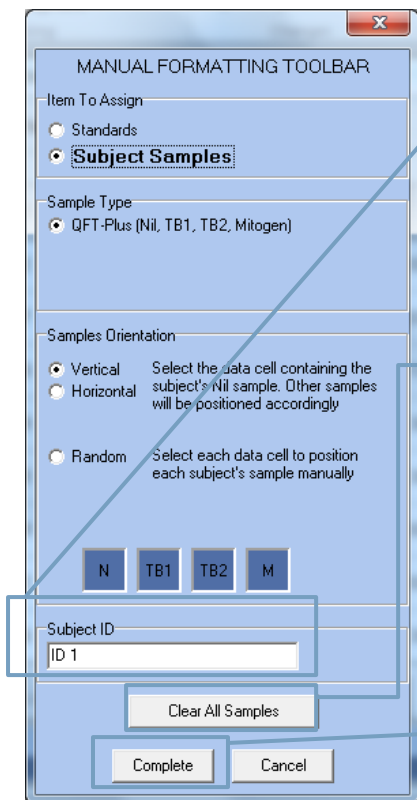 MANUAL FORMATTING TOOLBAR
Item To Assign
Standards
Subject Samples
Sample Type
QFT-Plus (Nil, TB1, TB2, Mitogen)
Samples Orientation
Vertical
Horizontal
Select the data cell containing the
subject's Nil sample. Other samples
will be positioned accordingly
Random
Select each data cell to position
each subject's sample manually
N TB1 TB2 M
Subject ID
ID 1
Clear All Samples
Complete Cancel